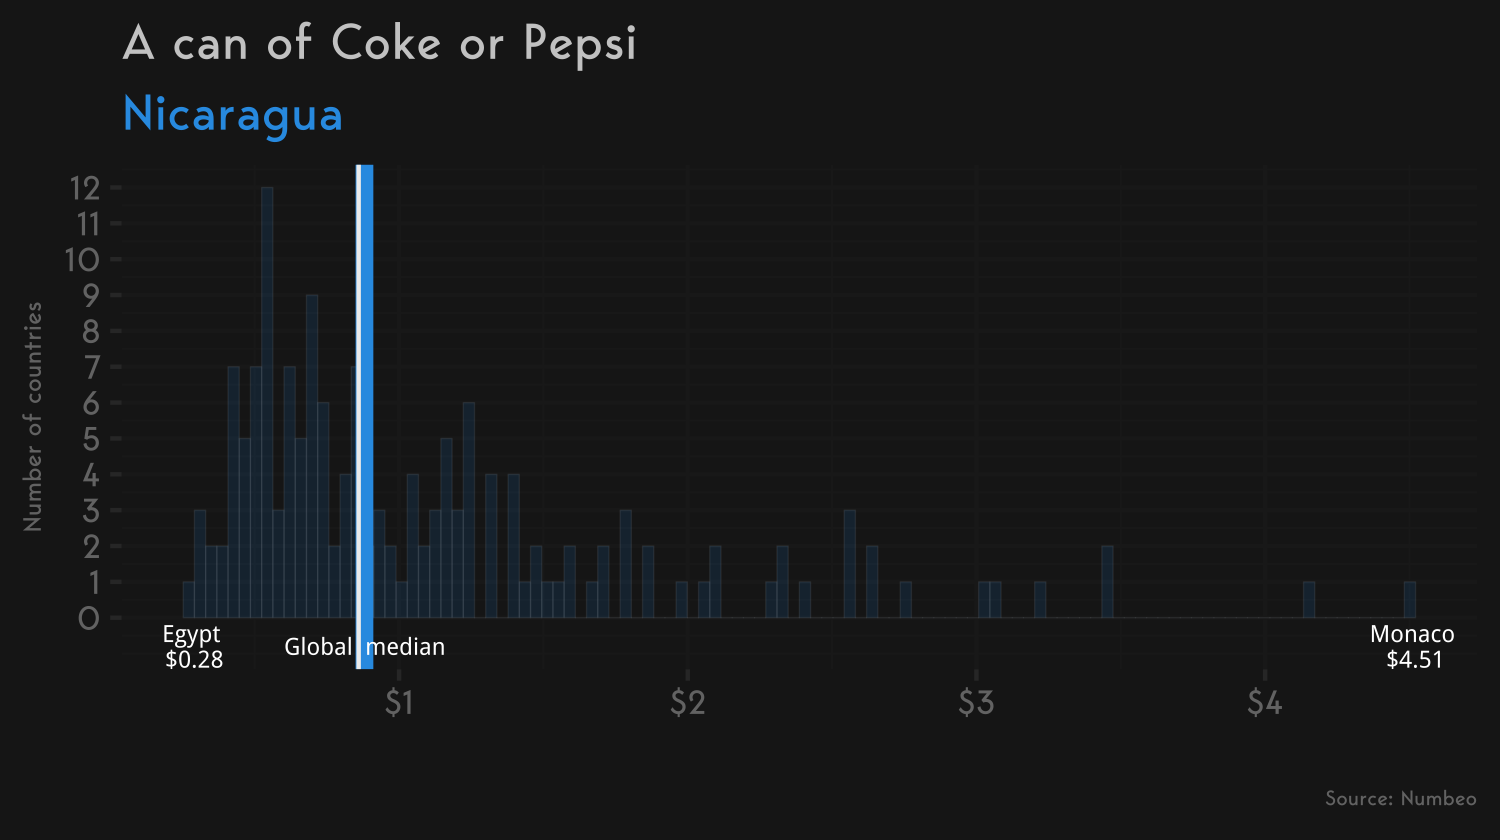 A can of Coke or Pepsi
Nicaragua
Number of countries
12
11
10
9
8
7
6
5
4
3
2
1
0
Egypt
$0.28
Global median
Monaco
$4.51
$1
$2
$3
$4
Source: Numbeo